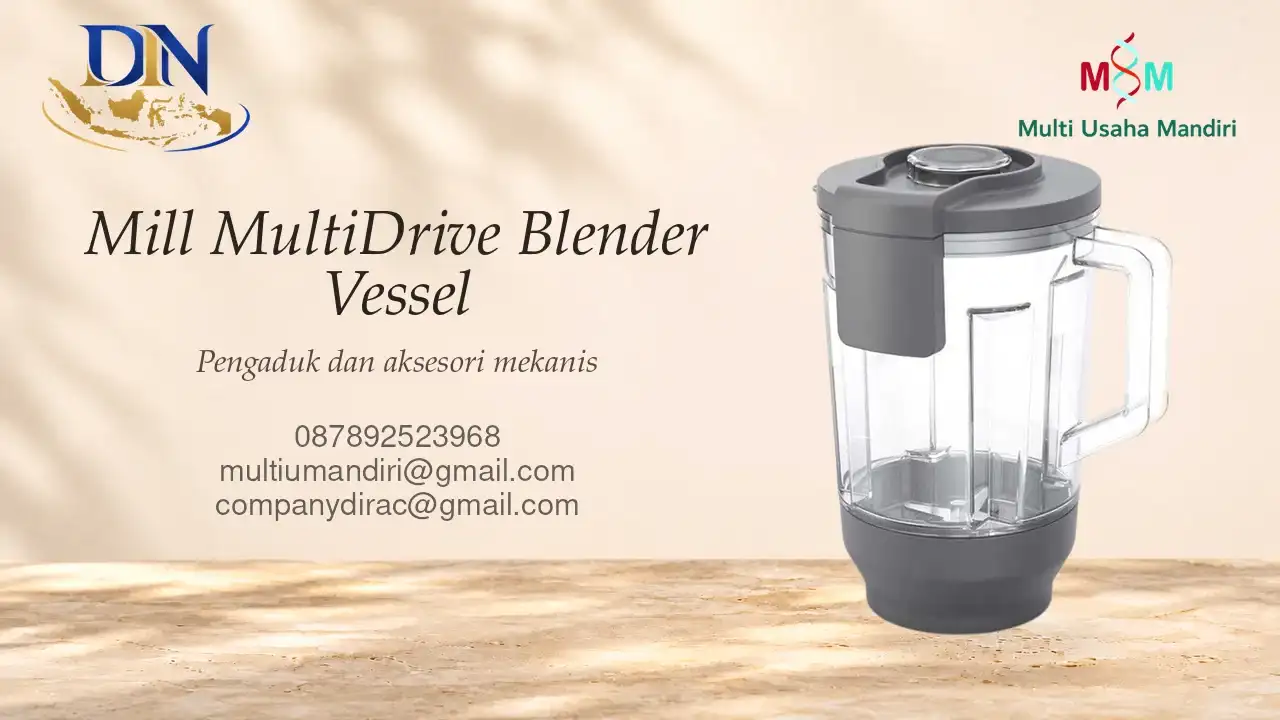 DN
M M
Multi Usaha Mandiri
Mill MultiDrive Blender
Vessel
Pengaduk dan aksesori mekanis
087892523968
multiumandiri@gmail.com
companydirac@gmail.com